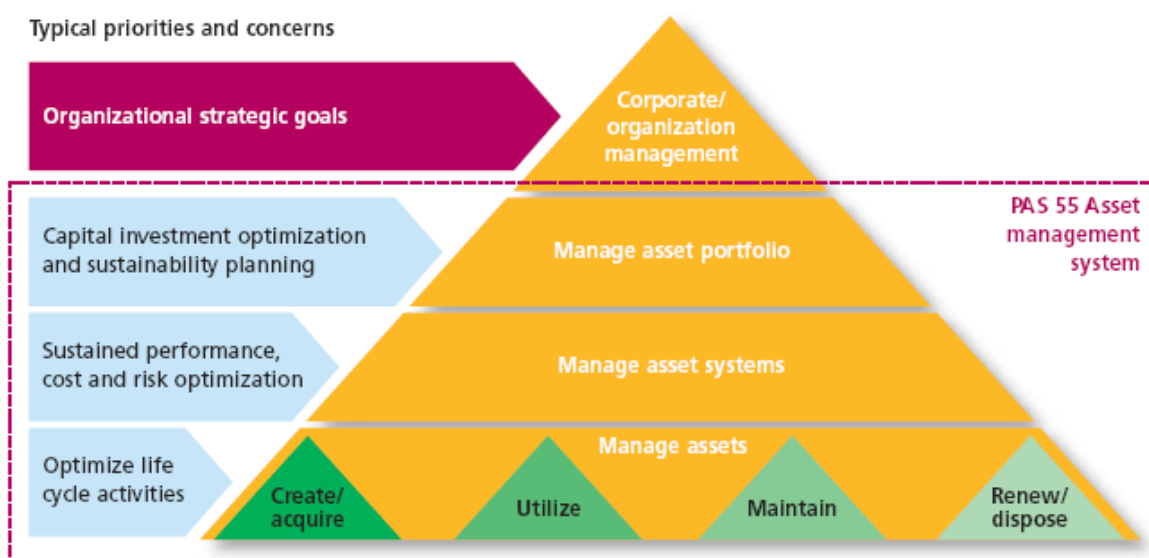 Typical priorities and concerns
Organizational strategic goals
Corporate/
organization
management
PAS 55 Asset
management
system
Capital investment optimization
and sustainability planning
Manage asset portfolio
Sustained performance,
cost and risk optimization
Manage asset systems
Optimize life
cycle activities
Manage assets
Create/
acquire
Utilize
Maintain
Renew/
dispose